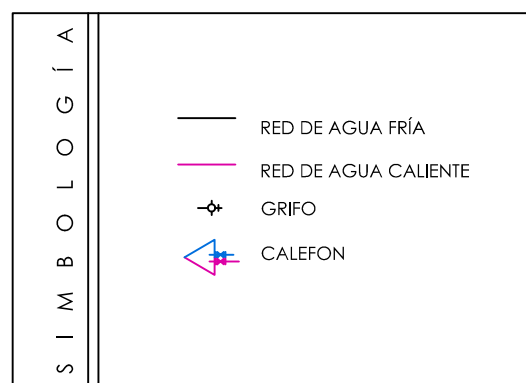 SIMBOLOGÍA
RED DE AGUA FRÍA
RED DE AGUA CALIENTE
GRIFO
CALEFON